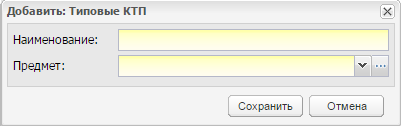 Добавить: Типовые КТП
Наименование:
Предмет:
Сохранить Отмена